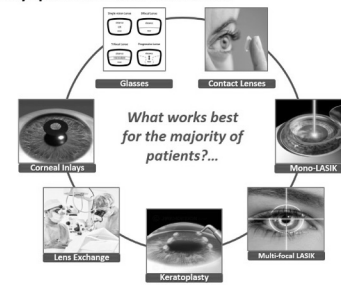 Glasses
Contact Lenses
What works best
for the majority of
patients?...
Corneal Inlays
Mono-LASIK
Lens Exchange
Multi-focal LASIK
Keratoplasty